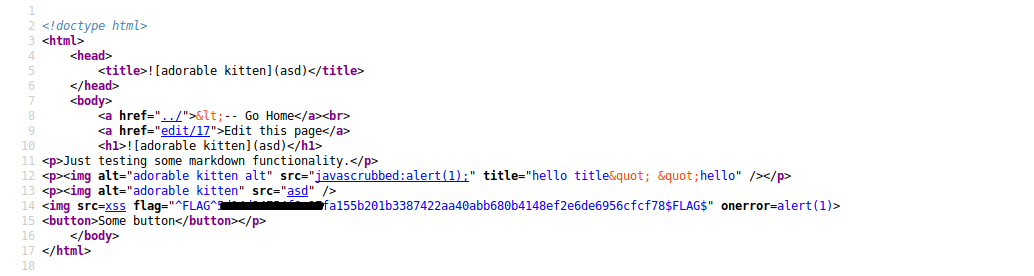 1
2 <!doctype html>
3 <html>
4 <head>
5 <title>![adorable kitten](asd)</title>
6 </head>
7 <body>
8 <a href="../">&lt;-- Go Home</a><br>
9 <a href="edit/17">Edit this page</a>
10 <h1>![adorable kitten](asd)</h1>
11 <p>Just testing some markdown functionality.</p>
12 <p><img alt="adorable kitten alt" src="javascrubbed:alert(1);" title="hello title&quot; &quot;hello" /></p>
13 <p><img alt="adorable kitten" src="asd" />
14 <img src=xss flag="^FLAG^ fa155b201b3387422aa40abb680b4148ef2e6de6956cfcf78$FLAG$" onerror=alert(1)>
15 <button>Some button</button></p>
16 </body>
17 </html>
18